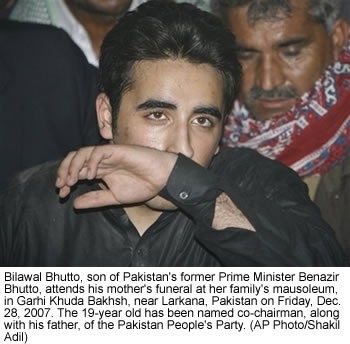 Bilawal Bhutto, son of Pakistan's former Prime Minister Benazir
Bhutto, attends his mother's funeral at her family's mausoleum,
in Garhi Khuda Bakhsh, near Larkana, Pakistan on Friday, Dec.
28, 2007. The 19-year old has been named co-chairman, along
with his father, of the Pakistan People's Party. (AP Photo/Shakil
Adil)